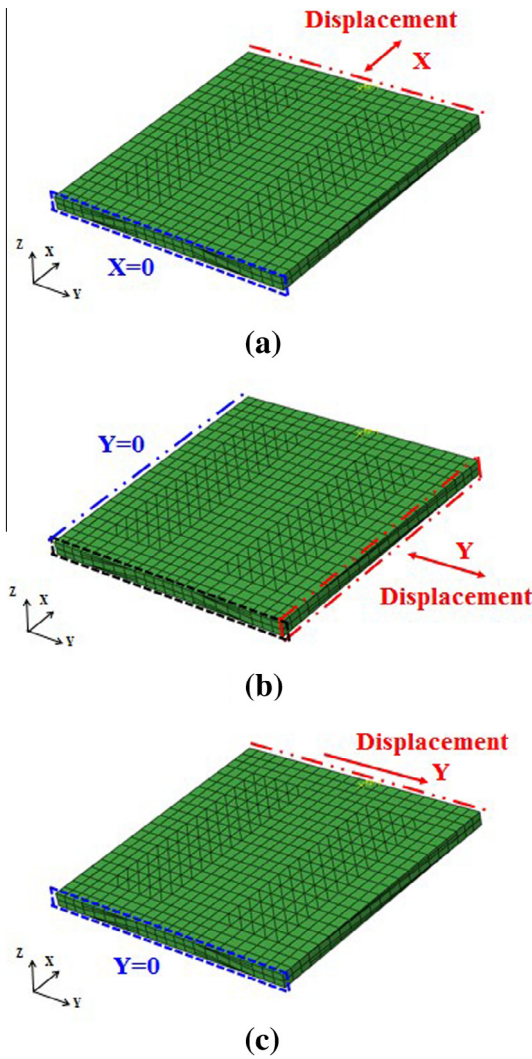 Displacement
X
X=0
Z
X
Y
(a)
Y=0
Y
Displacement
Z
X
Y
(b)
Displacement
Y
Y=0
Z
X
Y
(c)